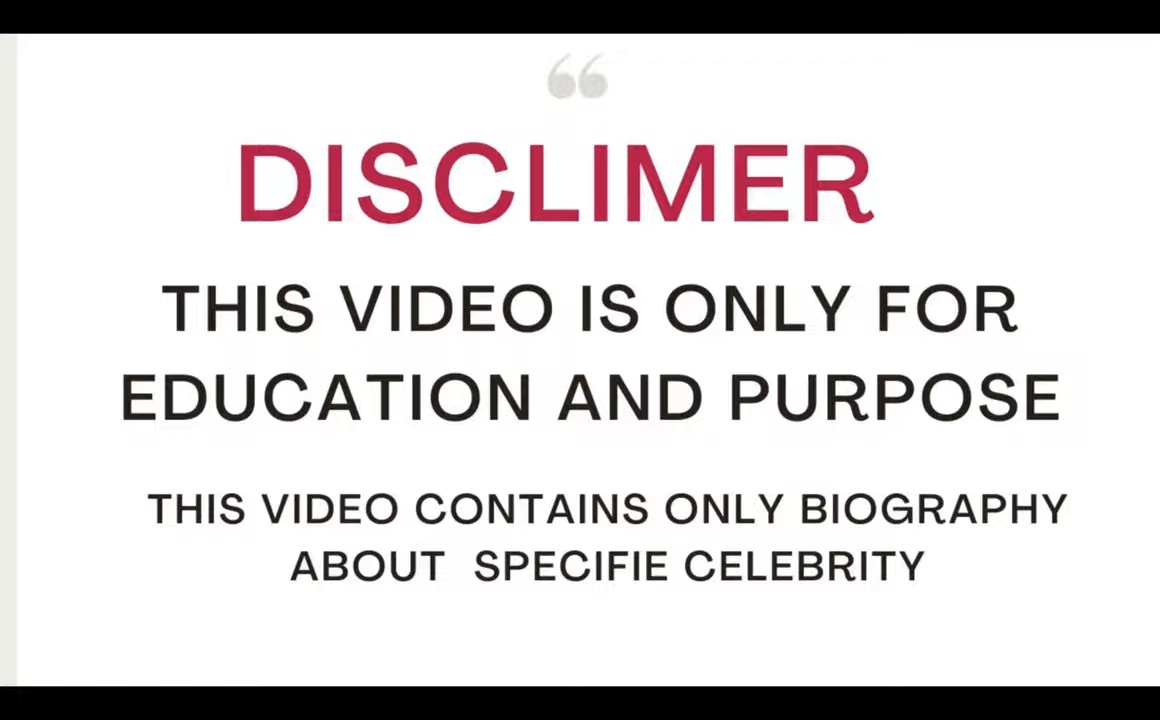 ❝
DISCLIMER
THIS VIDEO IS ONLY FOR
EDUCATION AND PURPOSE
THIS VIDEO CONTAINS ONLY BIOGRAPHY
ABOUT SPECIFIE CELEBRITY